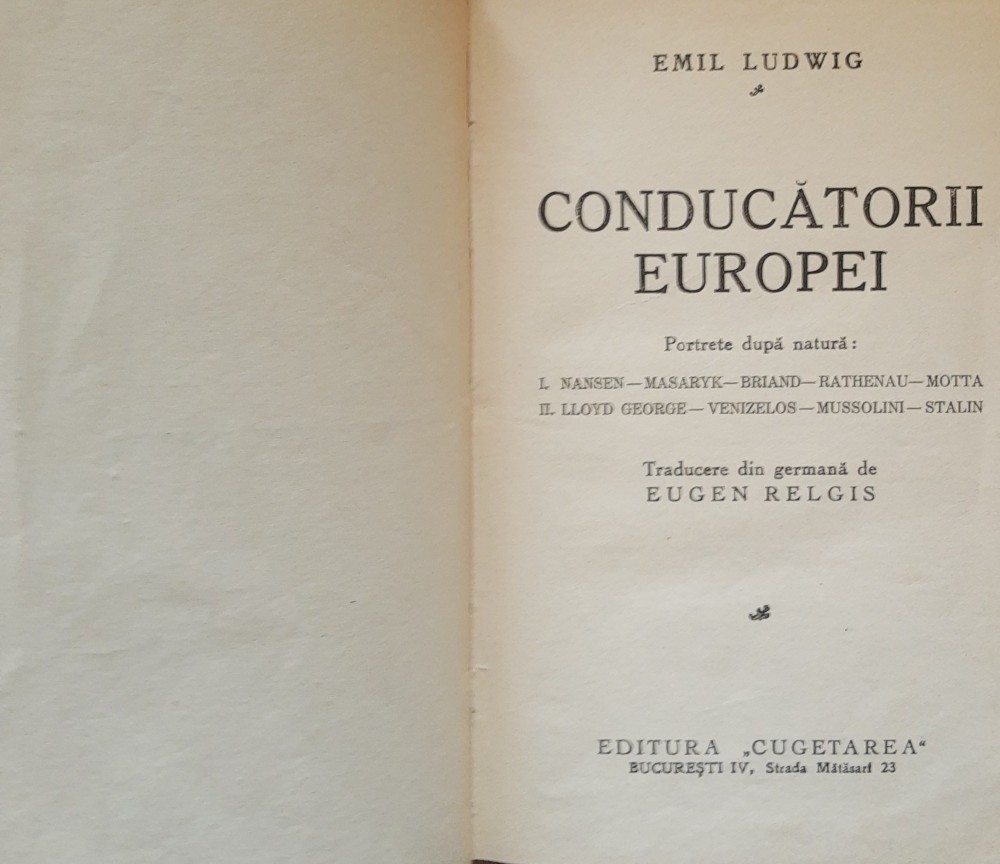 EMIL LUDWIG
CONDUCĂTORII
EUROPEI
Portrete după natură:
I. NANSEN—MASARYK—BRIAND—RATHENAU—MOTTA
II. LLOYD GEORGE—VENIZELOS—MUSSOLINI—STALIN
Traducere din germană de
EUGEN RELGIS
EDITURA „CUGETAREA“
BUCUREŞTI IV, Strada Mătăsari 23